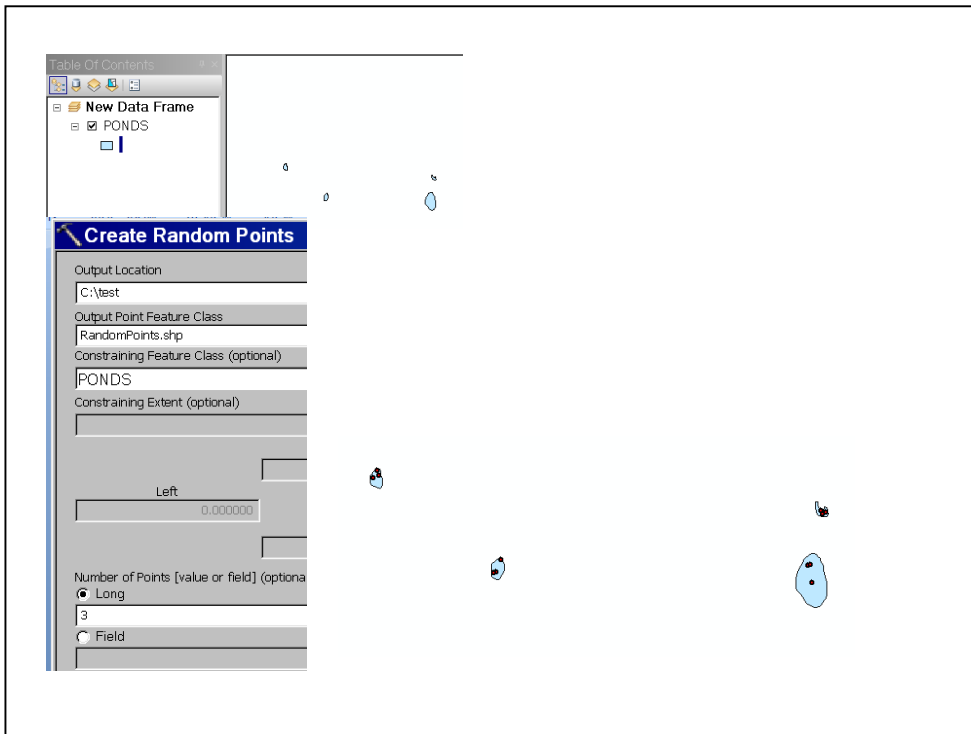 Table Of Contents
New Data Frame
PONDS
Create Random Points
Output Location
C:\test
Output Point Feature Class
RandomPoints.shp
Constraining Feature Class (optional)
PONDS
Constraining Extent (optional)
Left
0.000000
Number of Points [value or field] (optiona
Long
3
Field